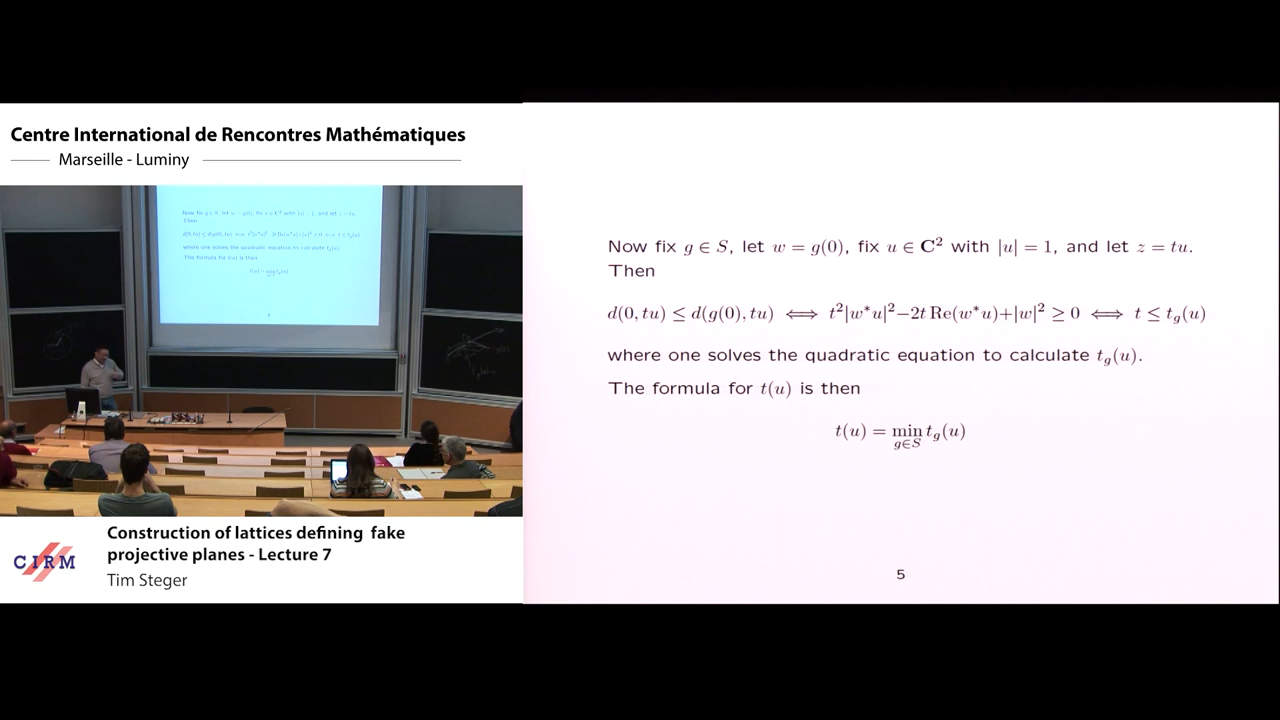 Centre International de Rencontres Mathématiques
Marseille - Luminy
Now fix g ∈ S, let w = g(0), fix u ∈ C² with |u| = 1, and let z = tu.
Then
d(0, tu) ≤ d(g(0), tu) ⟺ t²|w*u|²−2t Re(w*u)+|w|² ≥ 0 ⟺ t ≤ t_g(u)
where one solves the quadratic equation to calculate t_g(u).
The formula for t(u) is then
t(u) = min_{g∈S} t_g(u)
5
CIRM
Construction of lattices defining fake
projective planes - Lecture 7
Tim Steger